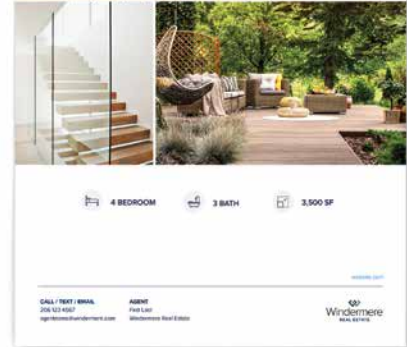 4 BEDROOM
3 BATH
3,500 SF
CALL / TEXT / EMAIL
206 123 4567
AGENT
First Last
Windermere Real Estate
Windermere
REAL ESTATE